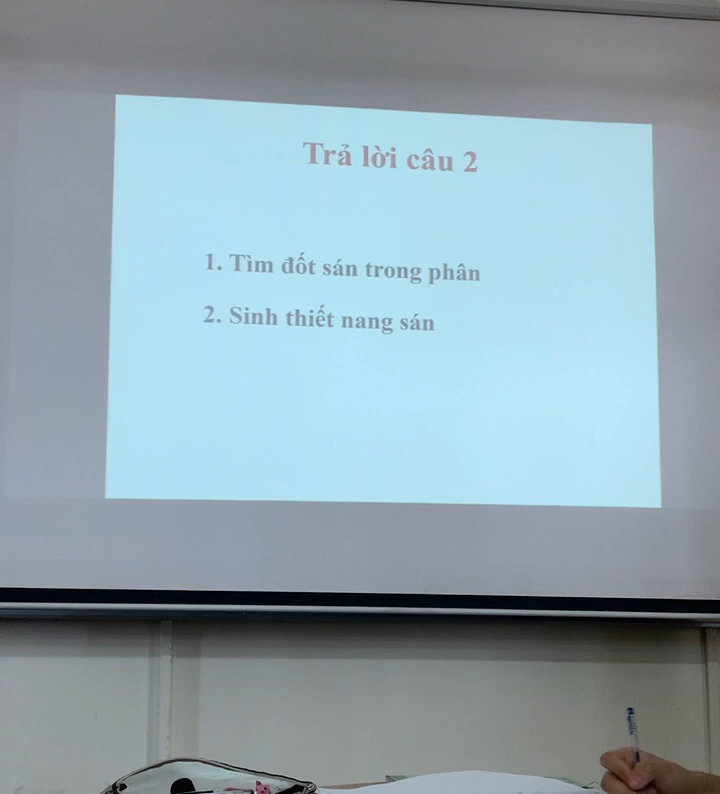 Trả lời câu 2
1. Tìm đốt sán trong phân
2. Sinh thiết nang sán